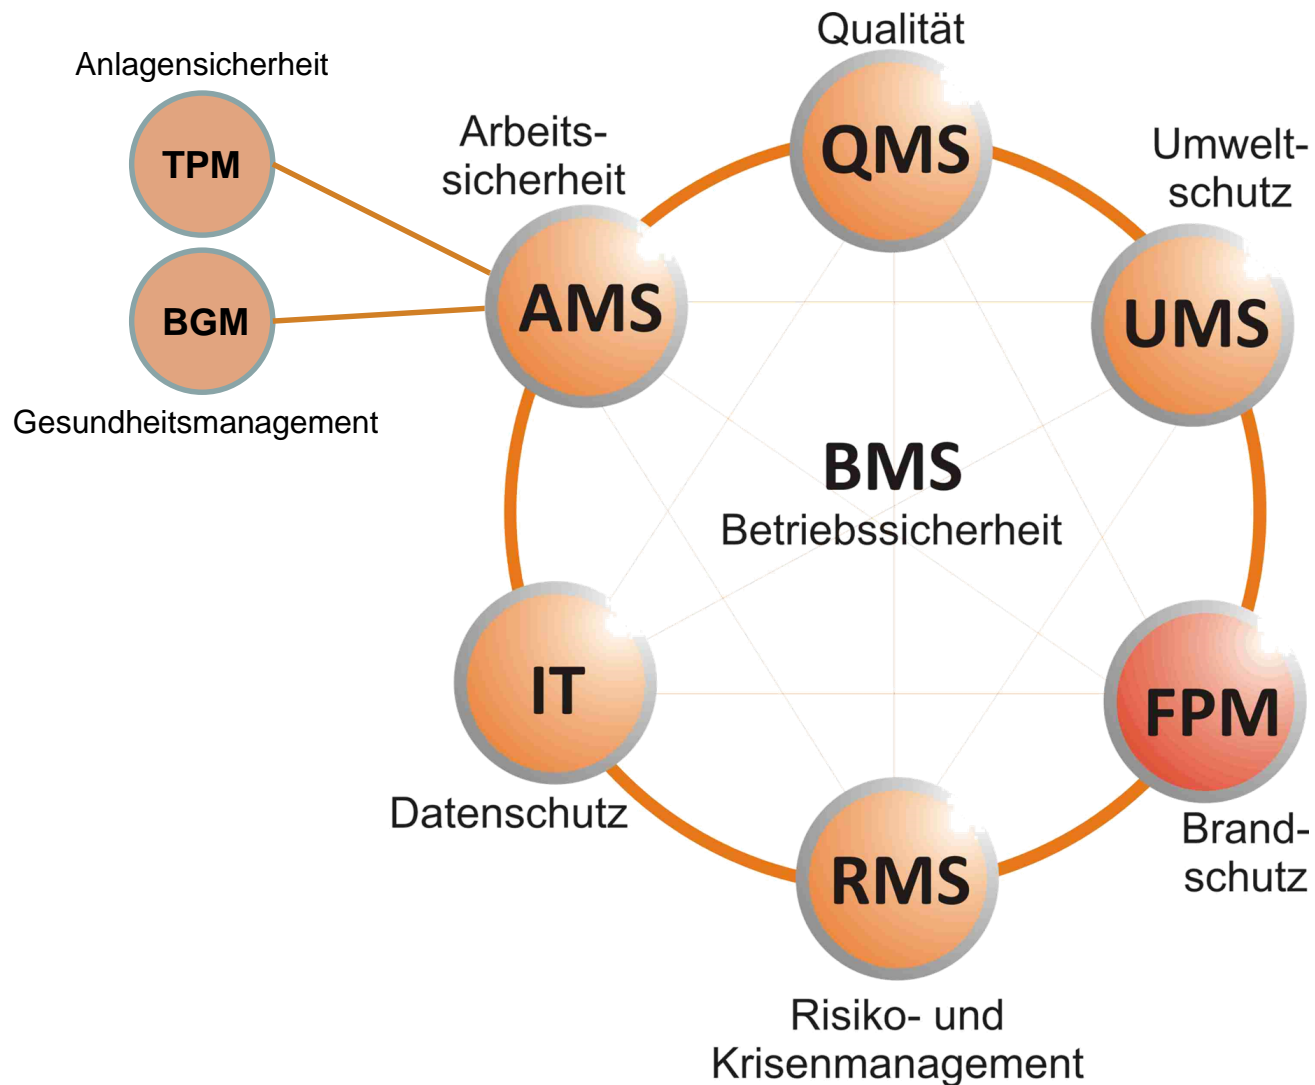 Qualität
QMS
Anlagensicherheit
TPM
BGM
Gesundheitsmanagement
Arbeits-
sicherheit
AMS
Umwelt-
schutz
UMS
BMS
Betriebssicherheit
IT
Datenschutz
FPM
Brand-
schutz
RMS
Risiko- und
Krisenmanagement